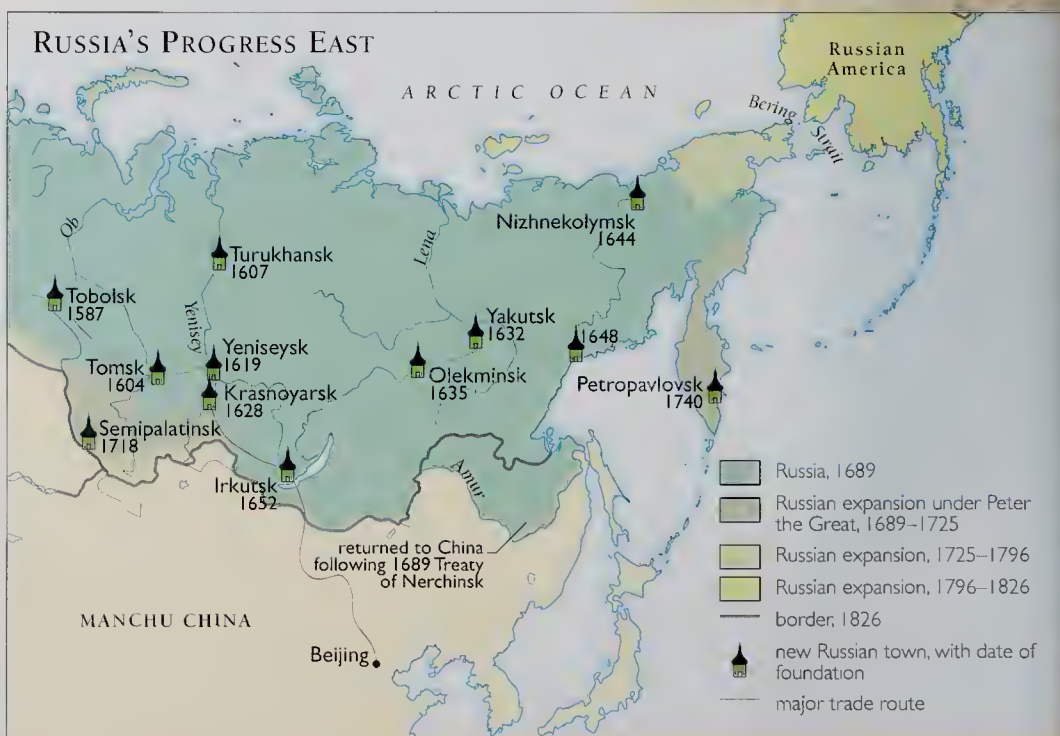 RUSSIA'S PROGRESS EAST
Russian
America
ARCTIC OCEAN
Bering
Strait
Nizhnekolymsk
1644
Ob
Turukhansk
1607
Lena
Tobolsk
1587
Yenisey
Yakutsk
1632
1648
Tomsk
1604
Yeniseysk
1619
Olekminsk
1635
Krasnoyarsk
1628
Petropavlovsk
1740
Semipalatinsk
1718
Irkutsk
1652
Amur
returned to China
following 1689 Treaty
of Nerchinsk
MANCHU CHINA
Beijing
Russia, 1689
Russian expansion under Peter
the Great, 1689–1725
Russian expansion, 1725–1796
Russian expansion, 1796–1826
border, 1826
new Russian town, with date of
foundation
major trade route